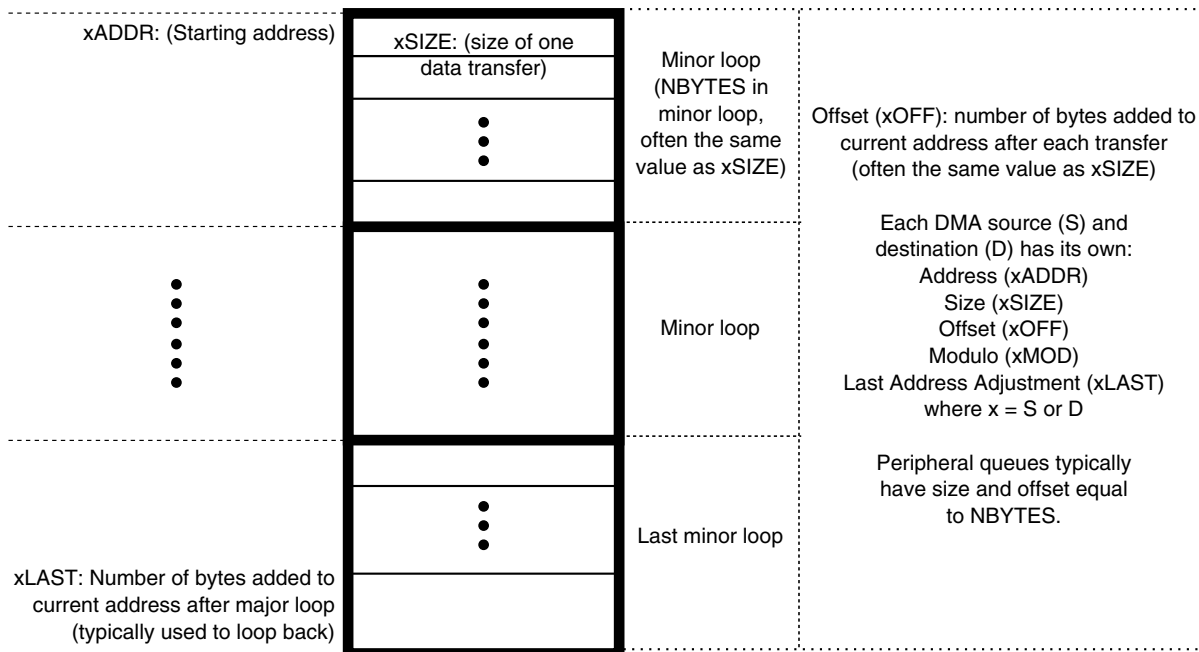 xADDR: (Starting address)
xSIZE: (size of one
data transfer)
Minor loop
(NBYTES in
minor loop,
often the same
value as xSIZE)
Offset (xOFF): number of bytes added to
current address after each transfer
(often the same value as xSIZE)
Each DMA source (S) and
destination (D) has its own:
Address (xADDR)
Size (xSIZE)
Offset (xOFF)
Modulo (xMOD)
Last Address Adjustment (xLAST)
where x = S or D
Peripheral queues typically
have size and offset equal
to NBYTES.
Minor loop
Last minor loop
xLAST: Number of bytes added to
current address after major loop
(typically used to loop back)